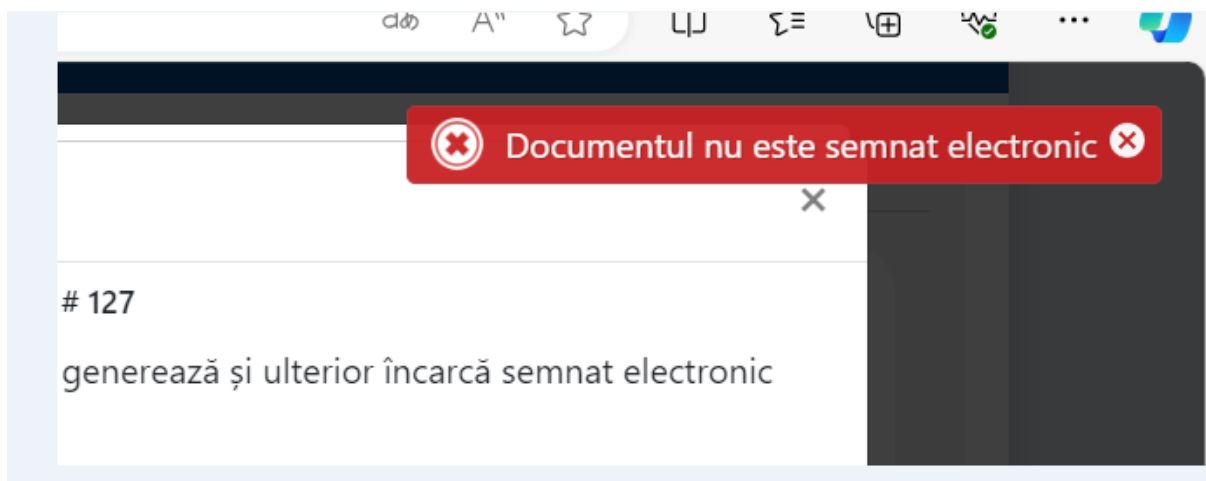 Documentul nu este semnat electronic
# 127
generează și ulterior încarcă semnat electronic